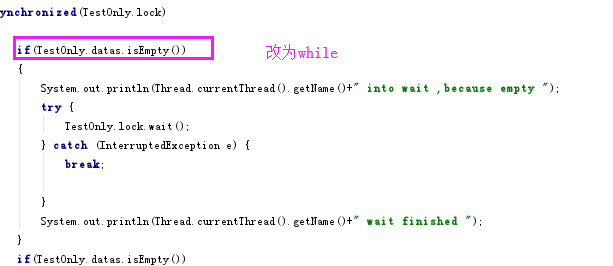 ynchronized(TestOnly.lock)
if(TestOnly.datas.isEmpty())
改为while
{
System.out.println(Thread.currentThread().getName()+" into wait ,because empty ");
try {
TestOnly.lock.wait();
} catch (InterruptedException e) {
break;
}
System.out.println(Thread.currentThread().getName()+" wait finished ");
}
if(TestOnly.datas.isEmpty())